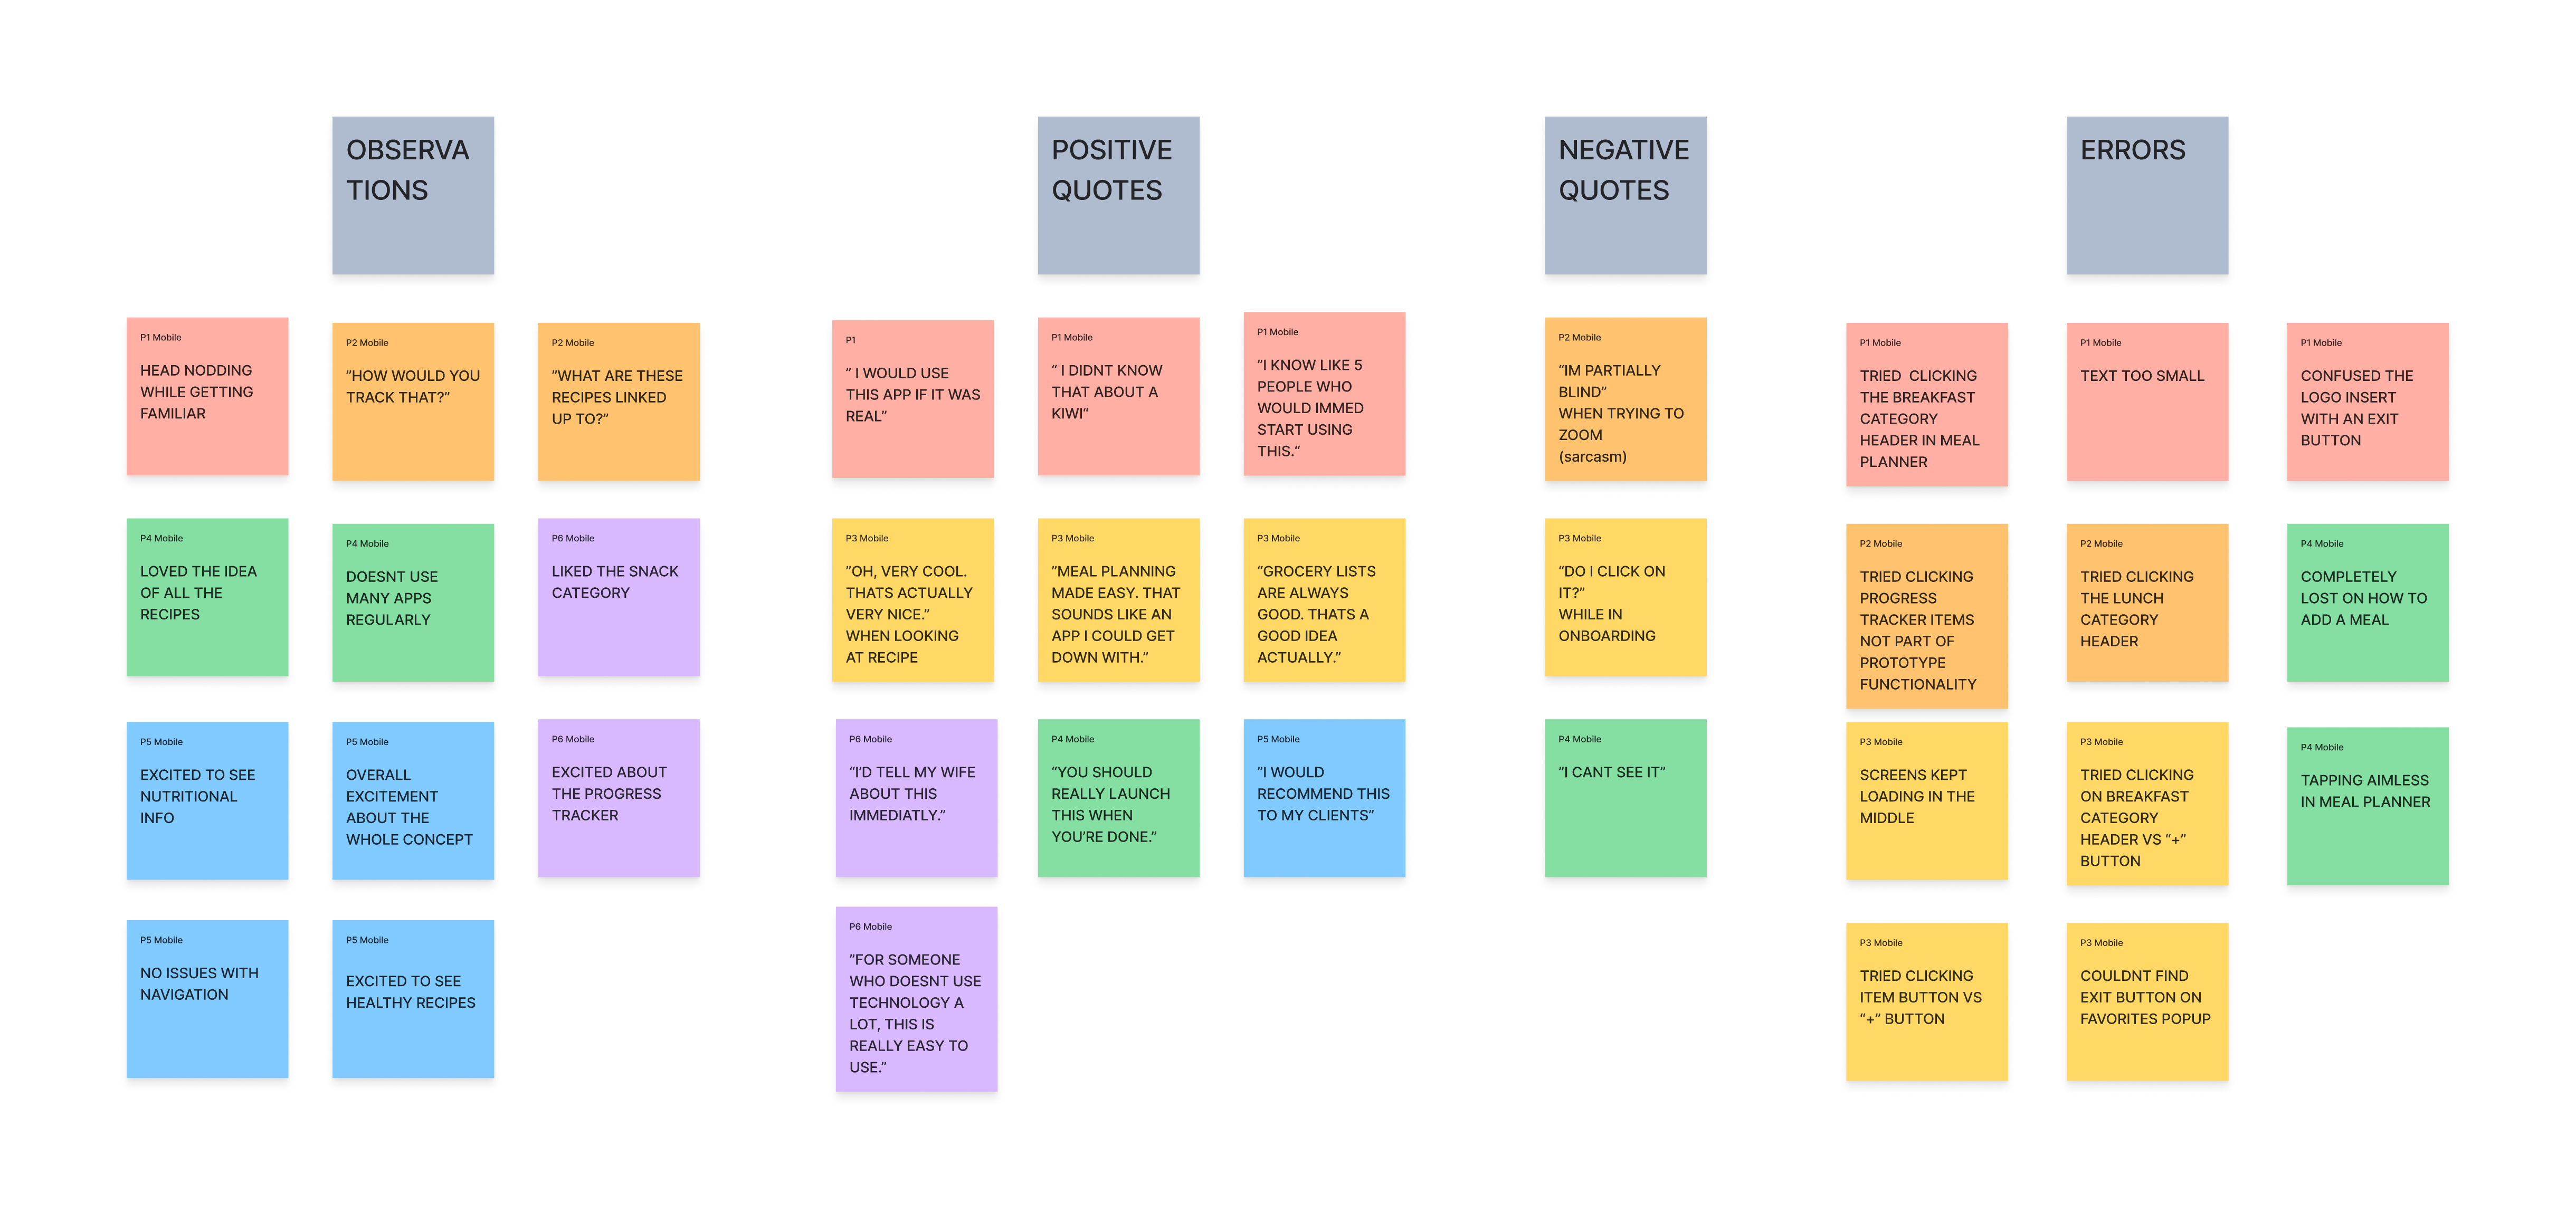 OBSERVA
TIONS
P1 Mobile
HEAD NODDING
WHILE GETTING
FAMILIAR
P2 Mobile
”HOW WOULD YOU
TRACK THAT?”
P2 Mobile
”WHAT ARE THESE
RECIPES LINKED
UP TO?”
P4 Mobile
LOVED THE IDEA
OF ALL THE
RECIPES
P4 Mobile
DOESNT USE
MANY APPS
REGULARLY
P6 Mobile
LIKED THE SNACK
CATEGORY
P5 Mobile
EXCITED TO SEE
NUTRITIONAL
INFO
P5 Mobile
OVERALL
EXCITEMENT
ABOUT THE
WHOLE CONCEPT
P6 Mobile
EXCITED ABOUT
THE PROGRESS
TRACKER
P5 Mobile
NO ISSUES WITH
NAVIGATION
P5 Mobile
EXCITED TO SEE
HEALTHY RECIPES
POSITIVE
QUOTES
P1
” I WOULD USE
THIS APP IF IT WAS
REAL”
P1 Mobile
“ I DIDNT KNOW
THAT ABOUT A
KIWI“
P1 Mobile
”I KNOW LIKE 5
PEOPLE WHO
WOULD IMMED
START USING
THIS.“
P3 Mobile
”OH, VERY COOL.
THATS ACTUALLY
VERY NICE.”
WHEN LOOKING
AT RECIPE
P3 Mobile
”MEAL PLANNING
MADE EASY. THAT
SOUNDS LIKE AN
APP I COULD GET
DOWN WITH.”
P3 Mobile
“GROCERY LISTS
ARE ALWAYS
GOOD. THATS A
GOOD IDEA
ACTUALLY.”
P6 Mobile
“I’D TELL MY WIFE
ABOUT THIS
IMMEDIATLY.”
P4 Mobile
“YOU SHOULD
REALLY LAUNCH
THIS WHEN
YOU’RE DONE.”
P5 Mobile
”I WOULD
RECOMMEND THIS
TO MY CLIENTS”
P6 Mobile
”FOR SOMEONE
WHO DOESNT USE
TECHNOLOGY A
LOT, THIS IS
REALLY EASY TO
USE.”
NEGATIVE
QUOTES
P2 Mobile
“IM PARTIALLY
BLIND”
WHEN TRYING TO
ZOOM
(sarcasm)
P3 Mobile
“DO I CLICK ON
IT?”
WHILE IN
ONBOARDING
P4 Mobile
”I CANT SEE IT”
ERRORS
P1 Mobile
TRIED  CLICKING
THE BREAKFAST
CATEGORY
HEADER IN MEAL
PLANNER
P1 Mobile
TEXT TOO SMALL
P1 Mobile
CONFUSED THE
LOGO INSERT
WITH AN EXIT
BUTTON
P2 Mobile
TRIED CLICKING
PROGRESS
TRACKER ITEMS
NOT PART OF
PROTOTYPE
FUNCTIONALITY
P2 Mobile
TRIED CLICKING
THE LUNCH
CATEGORY
HEADER
P4 Mobile
COMPLETELY
LOST ON HOW TO
ADD A MEAL
P3 Mobile
SCREENS KEPT
LOADING IN THE
MIDDLE
P3 Mobile
TRIED CLICKING
ON BREAKFAST
CATEGORY
HEADER VS “+”
BUTTON
P4 Mobile
TAPPING AIMLESS
IN MEAL PLANNER
P3 Mobile
TRIED CLICKING
ITEM BUTTON VS
“+” BUTTON
P3 Mobile
COULDNT FIND
EXIT BUTTON ON
FAVORITES POPUP